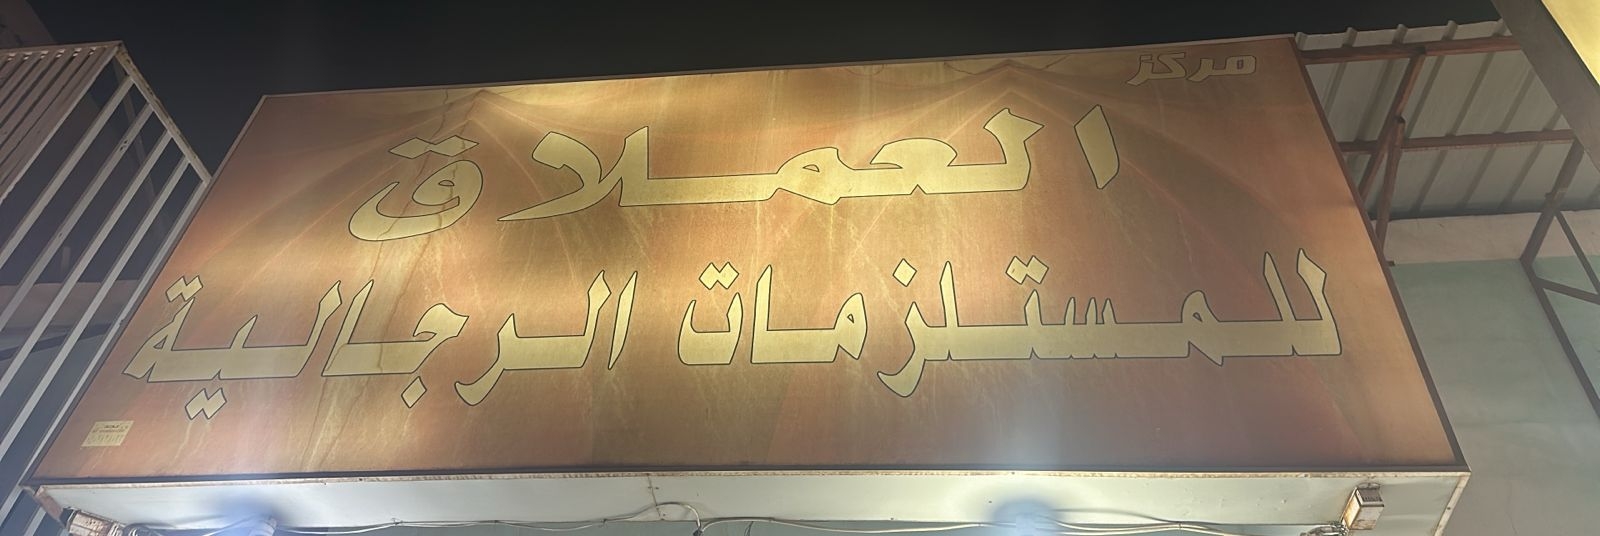 مركز
العملاق
للمستلزمات الرجالية